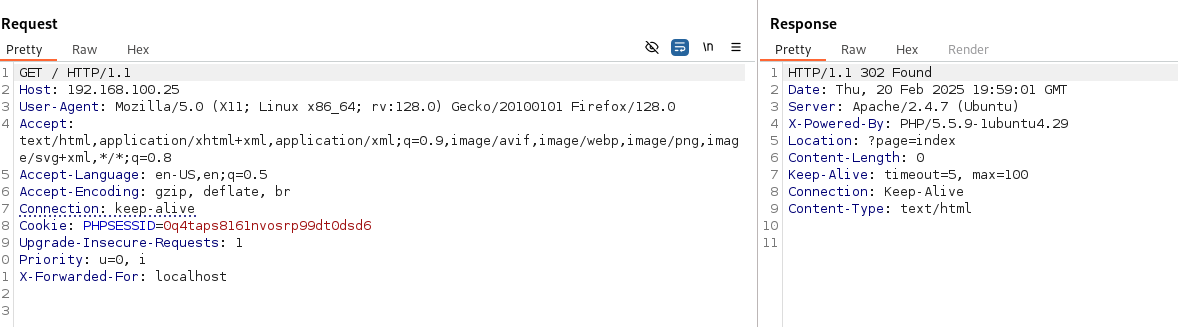 Request
Pretty Raw Hex
\n
1 GET / HTTP/1.1
2 Host: 192.168.100.25
3 User-Agent: Mozilla/5.0 (X11; Linux x86_64; rv:128.0) Gecko/20100101 Firefox/128.0
4 Accept:
text/html,application/xhtml+xml,application/xml;q=0.9,image/avif,image/webp,image/png,imag
e/svg+xml,*/*;q=0.8
5 Accept-Language: en-US,en;q=0.5
6 Accept-Encoding: gzip, deflate, br
7 Connection: keep-alive
8 Cookie: PHPSESSID=0q4taps8161nvosrp99dt0dsd6
9 Upgrade-Insecure-Requests: 1
0 Priority: u=0, i
1 X-Forwarded-For: localhost
2
3
Response
Pretty Raw Hex Render
1 HTTP/1.1 302 Found
2 Date: Thu, 20 Feb 2025 19:59:01 GMT
3 Server: Apache/2.4.7 (Ubuntu)
4 X-Powered-By: PHP/5.5.9-1ubuntu4.29
5 Location: ?page=index
6 Content-Length: 0
7 Keep-Alive: timeout=5, max=100
8 Connection: Keep-Alive
9 Content-Type: text/html
10
11